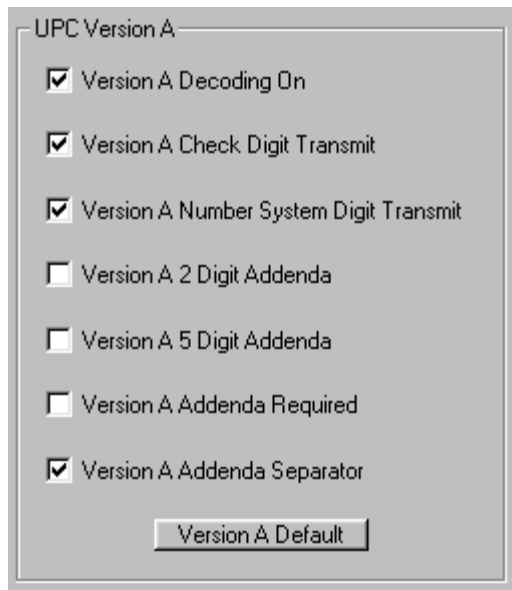 UPC Version A
Version A Decoding On
Version A Check Digit Transmit
Version A Number System Digit Transmit
Version A 2 Digit Addenda
Version A 5 Digit Addenda
Version A Addenda Required
Version A Addenda Separator
Version A Default